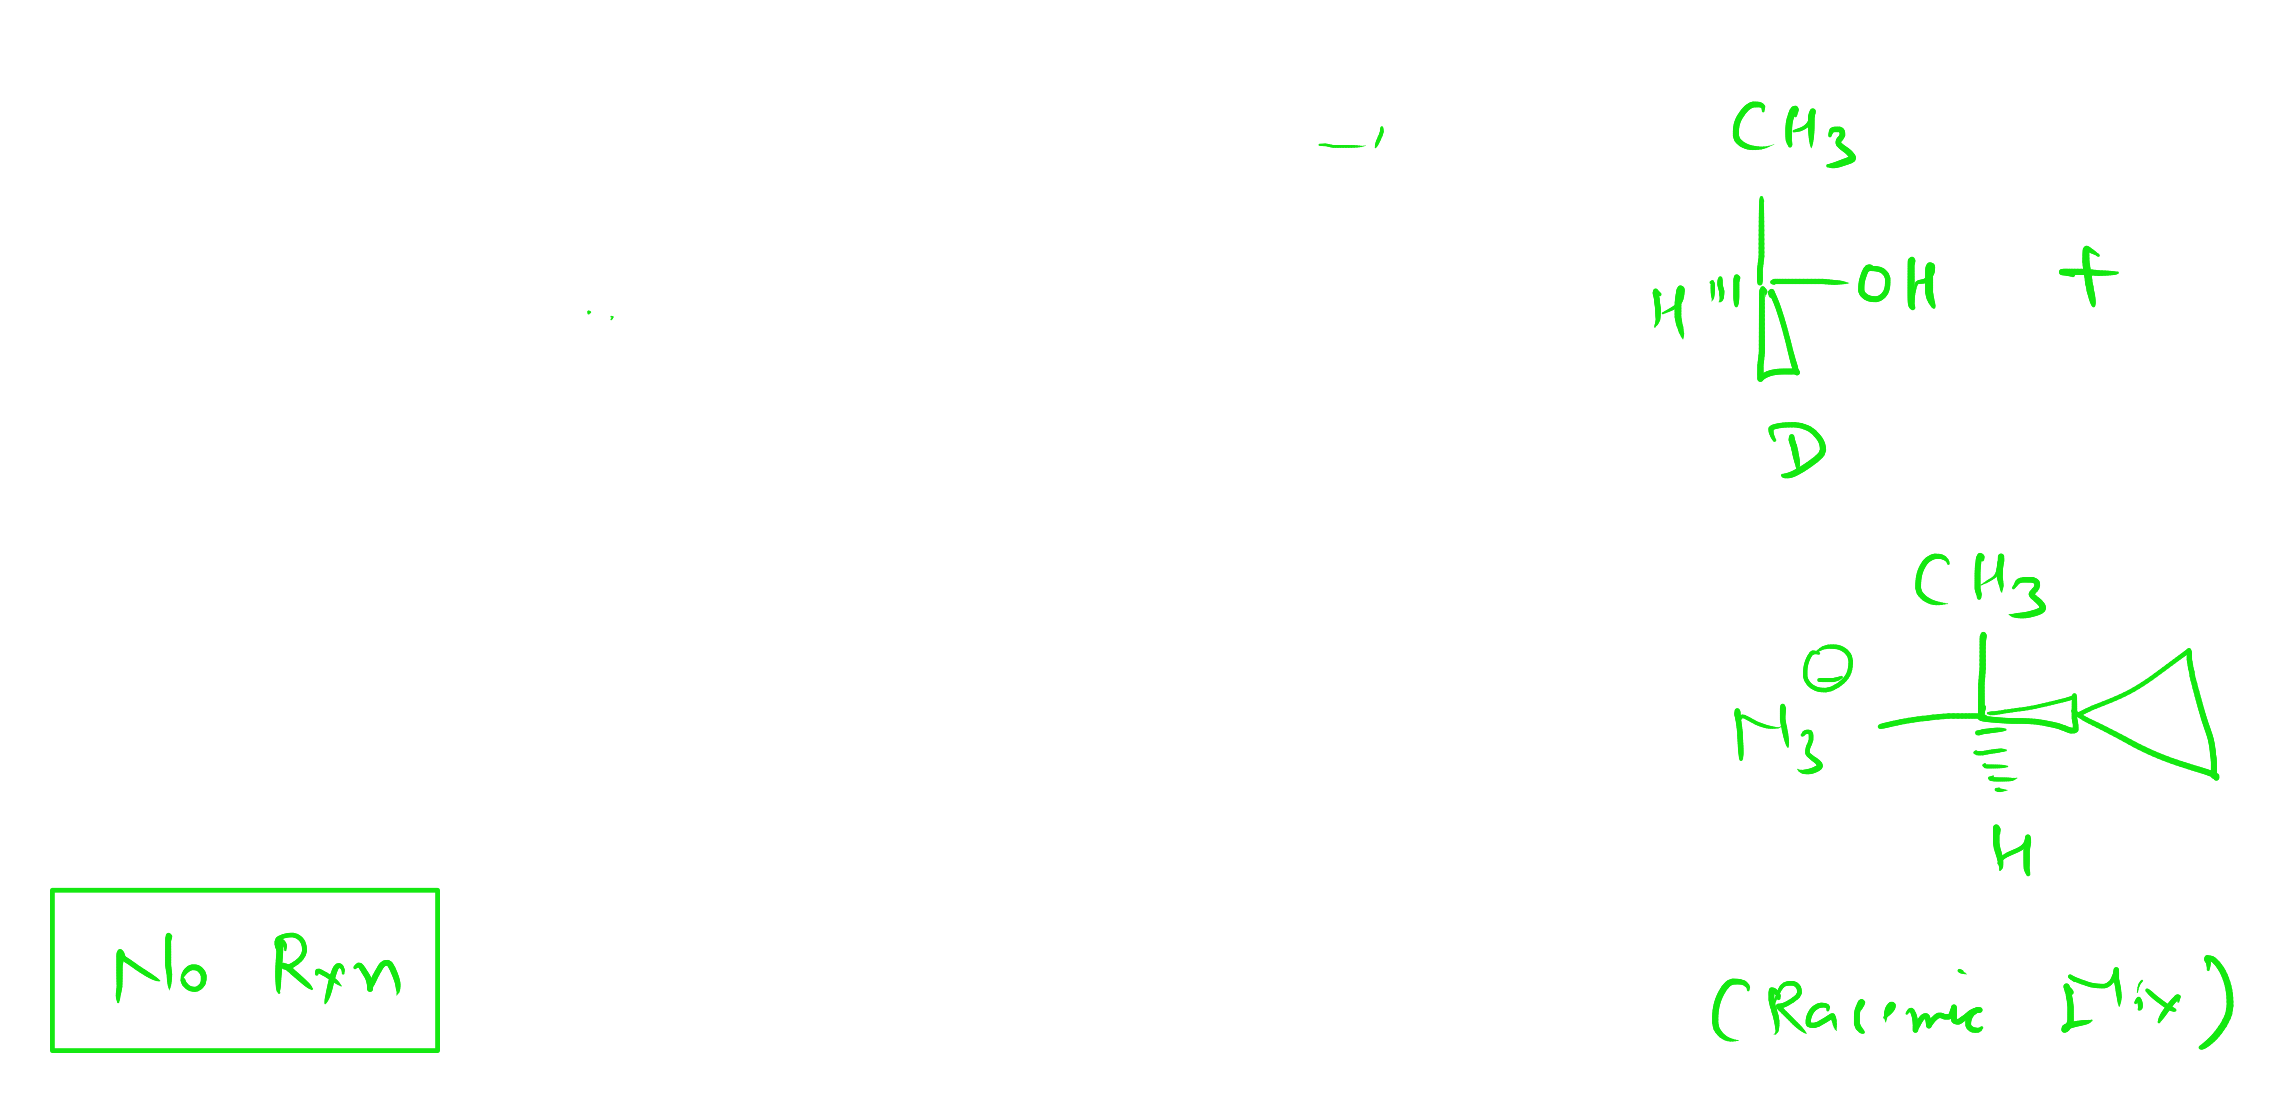 CH3
H OH +
D
CH3
⊖
N3
H
No Rxn
(Racemic Mix)